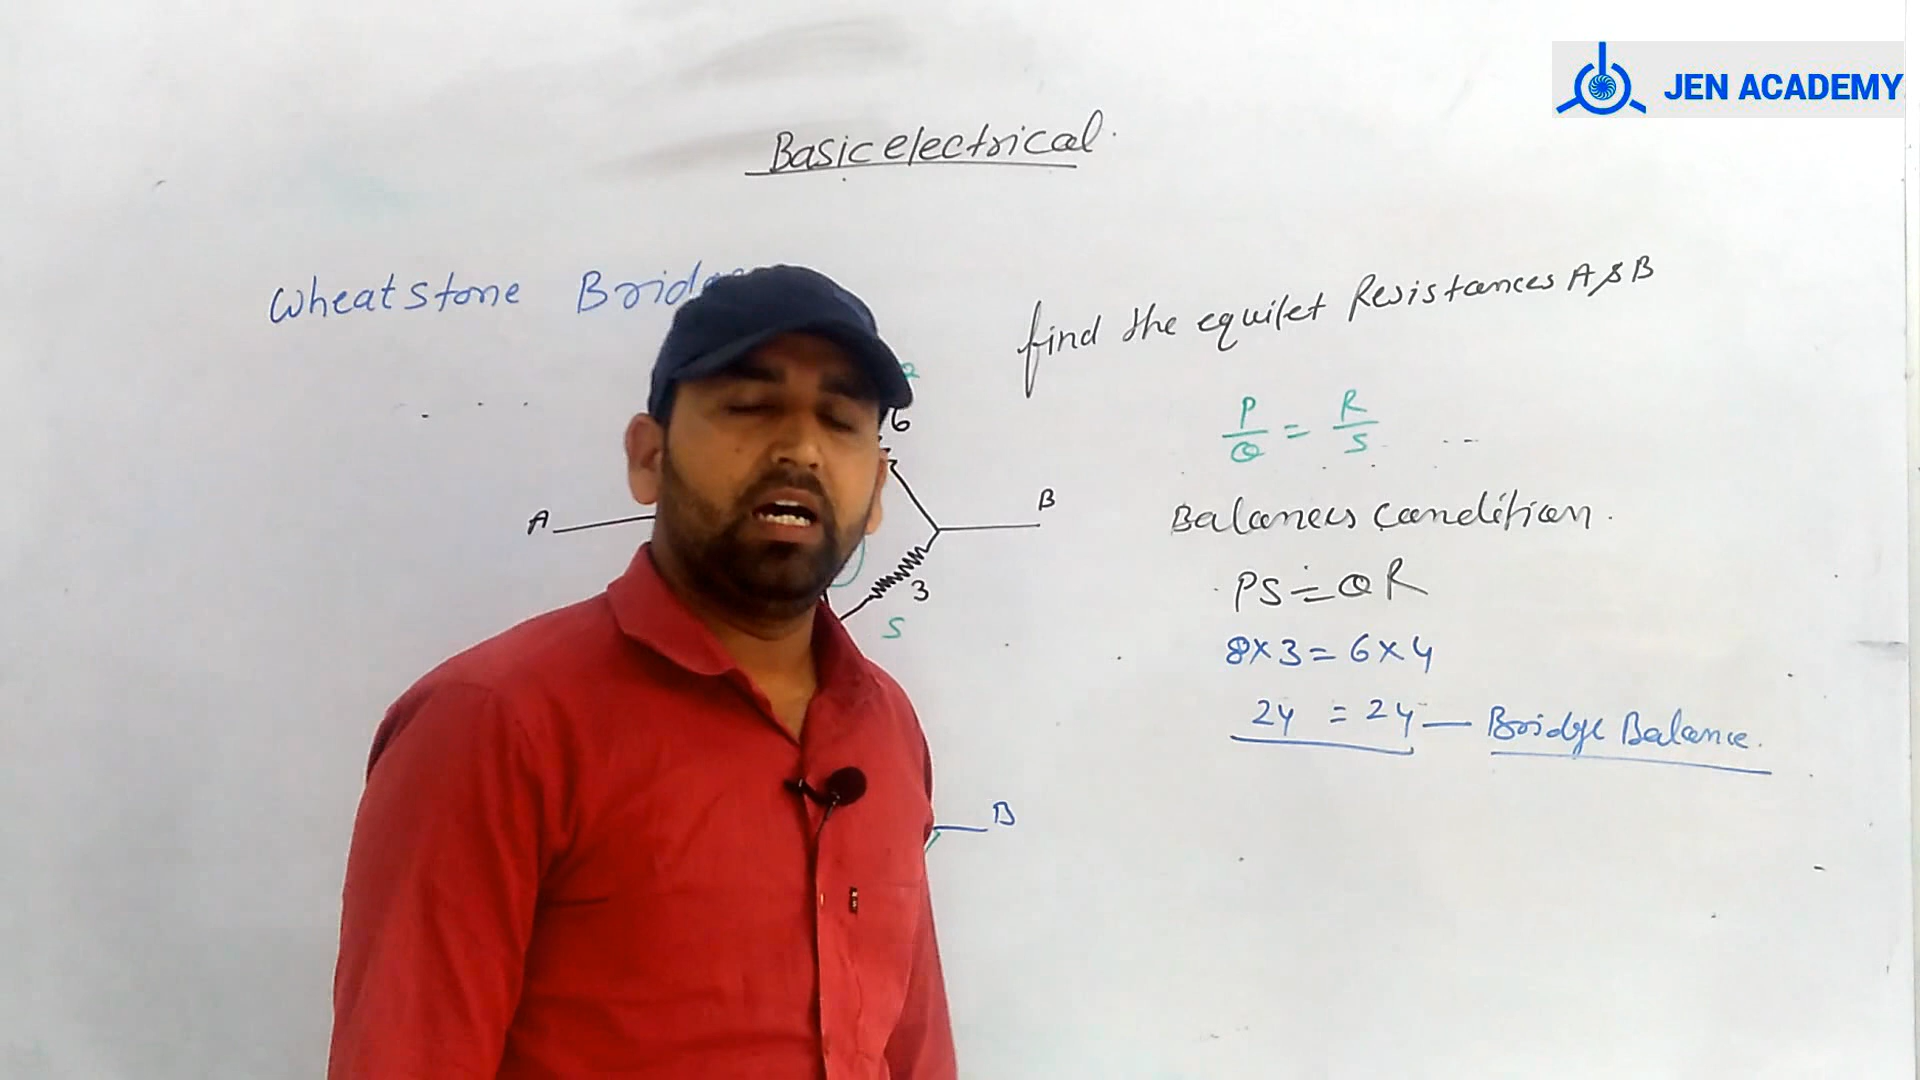 JEN ACADEMY
Basic electrical.
Wheatstone
find the equilet Resistances A & B
P/Q = R/S
6
A
B
3
S
Balances condition.
PS = QR
8×3 = 6×4
24 = 24 — Bridge Balance.
B